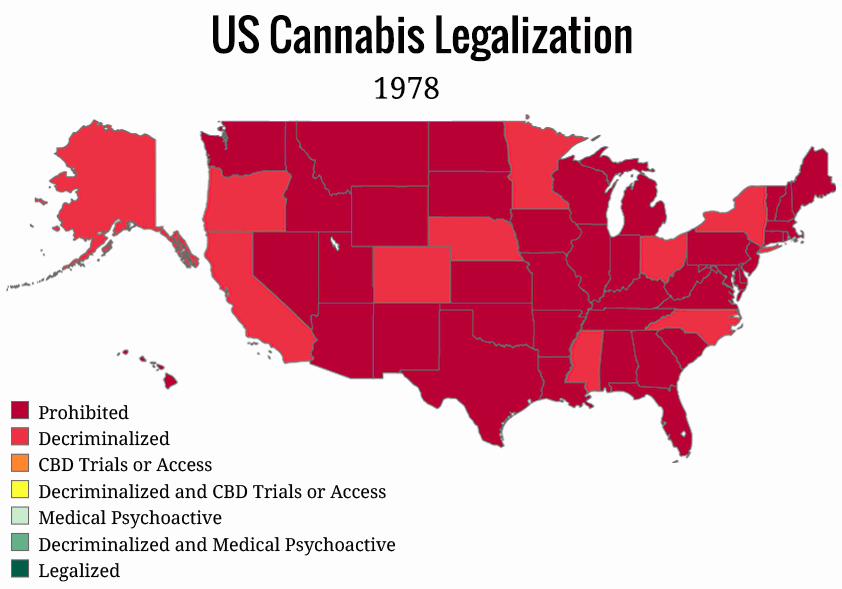 US Cannabis Legalization
1978
Prohibited
Decriminalized
CBD Trials or Access
Decriminalized and CBD Trials or Access
Medical Psychoactive
Decriminalized and Medical Psychoactive
Legalized